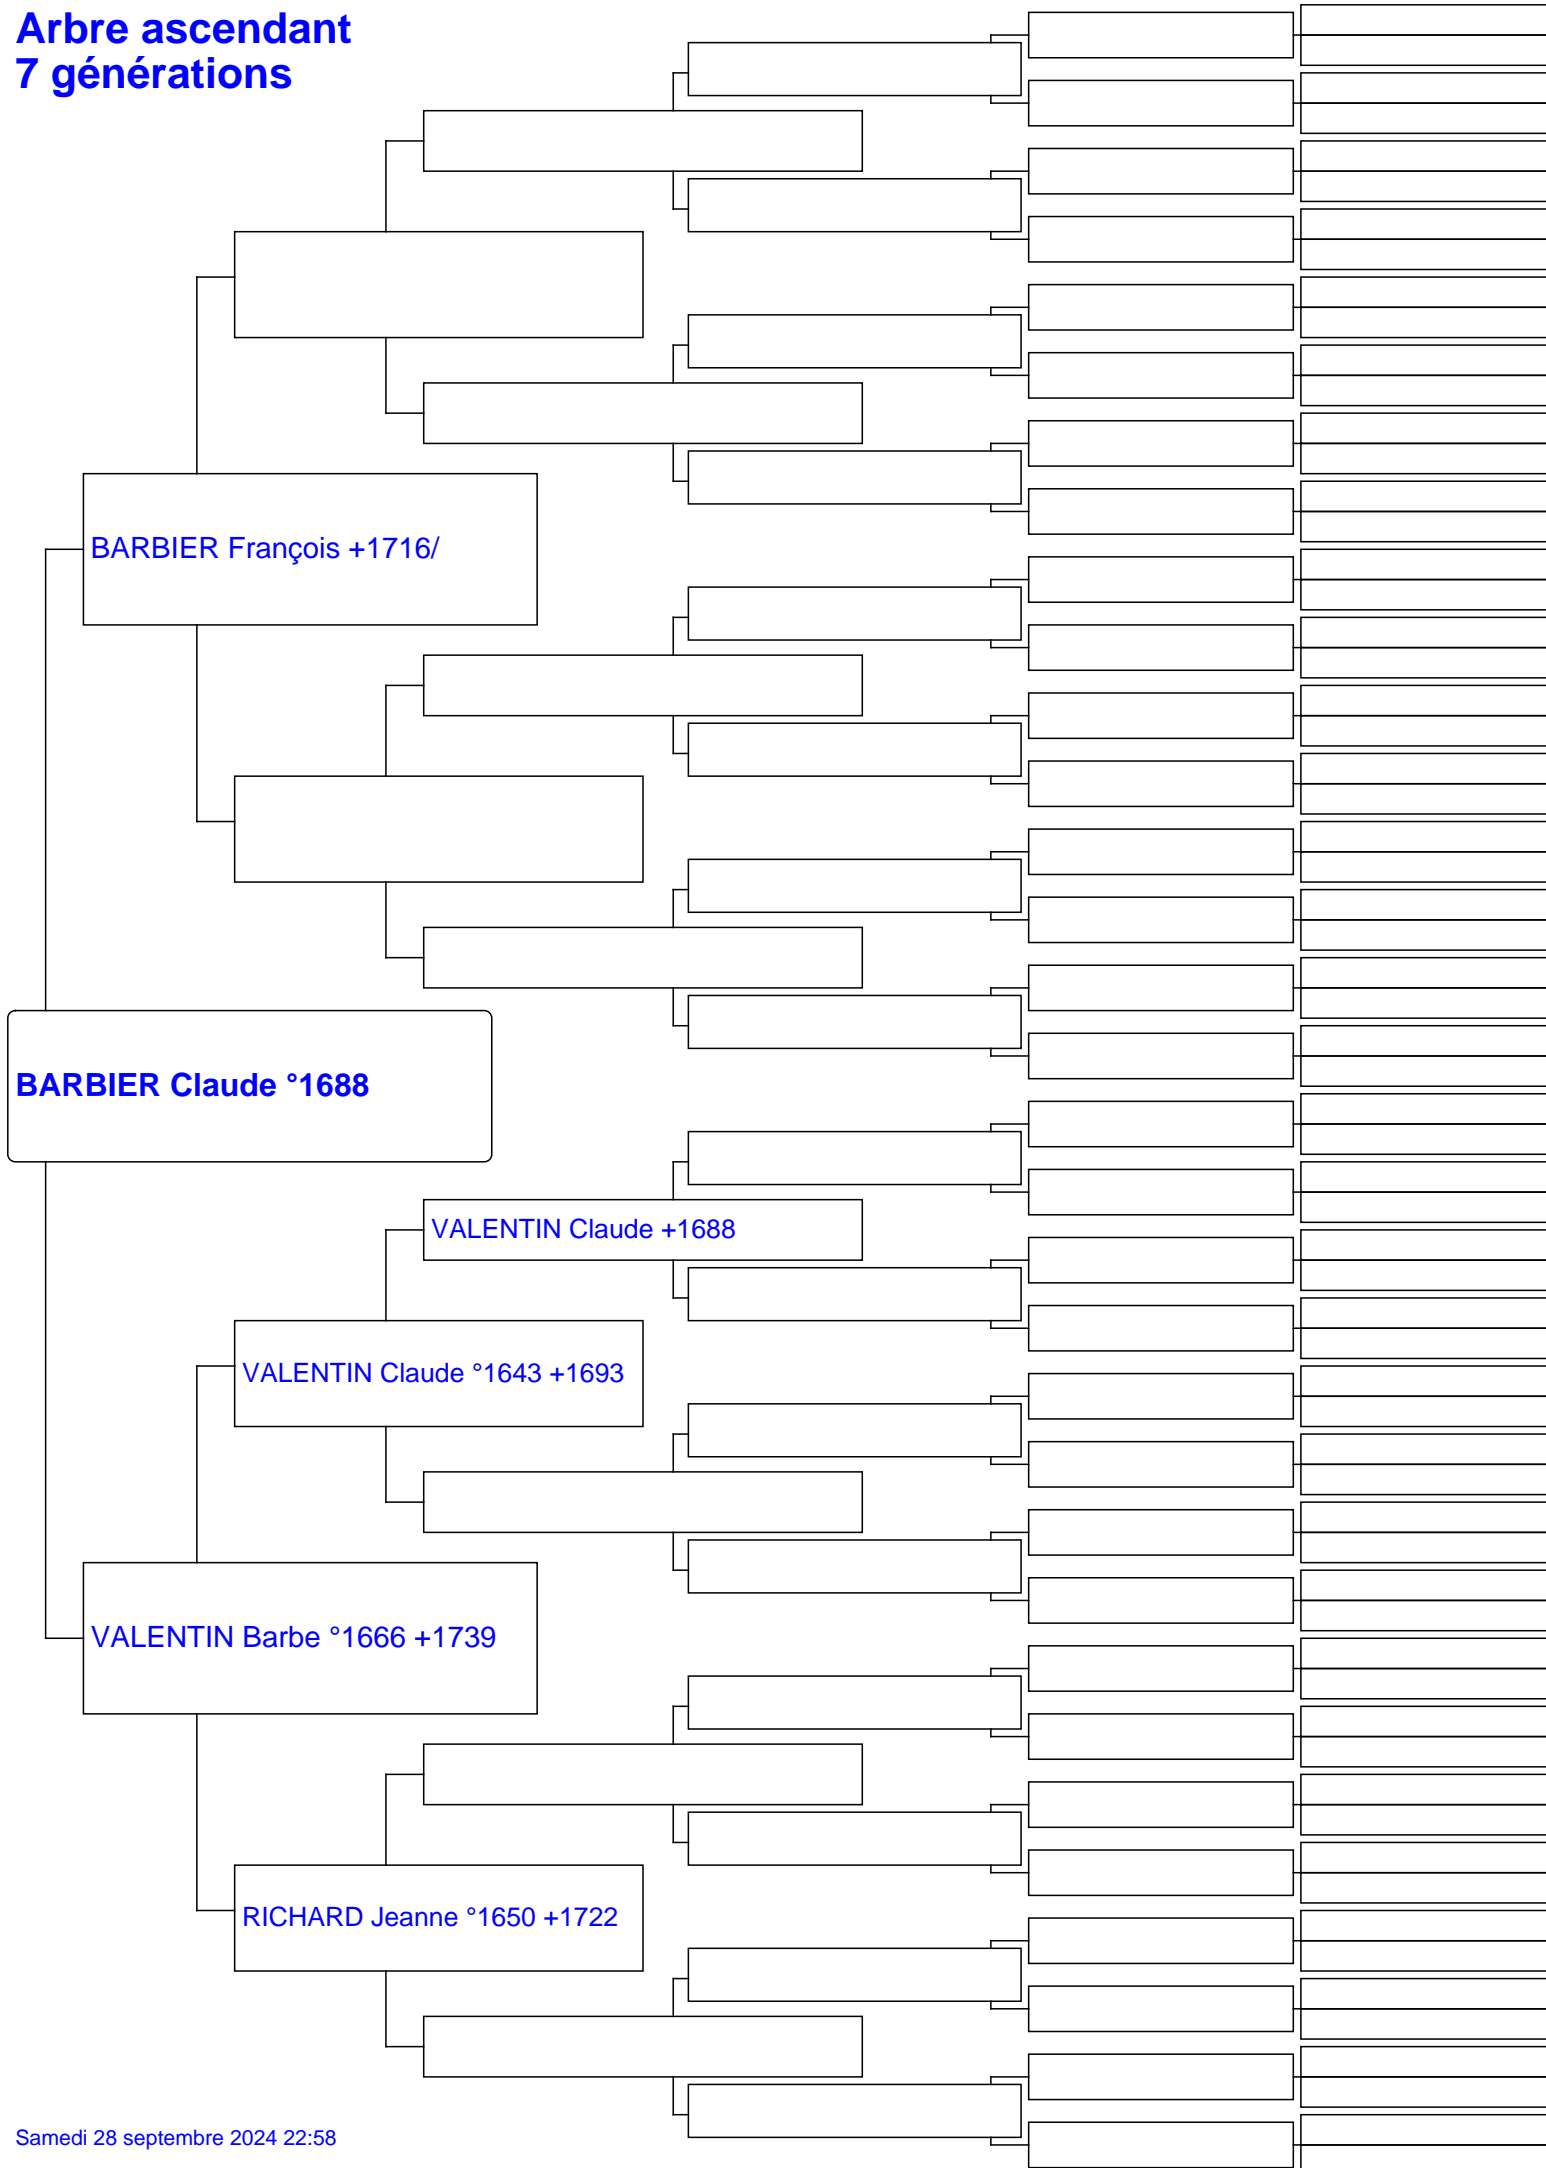 Arbre ascendant
7 générations
BARBIER François +1716/
BARBIER Claude °1688
VALENTIN Claude +1688
VALENTIN Claude °1643 +1693
VALENTIN Barbe °1666 +1739
RICHARD Jeanne °1650 +1722
Samedi 28 septembre 2024 22:58